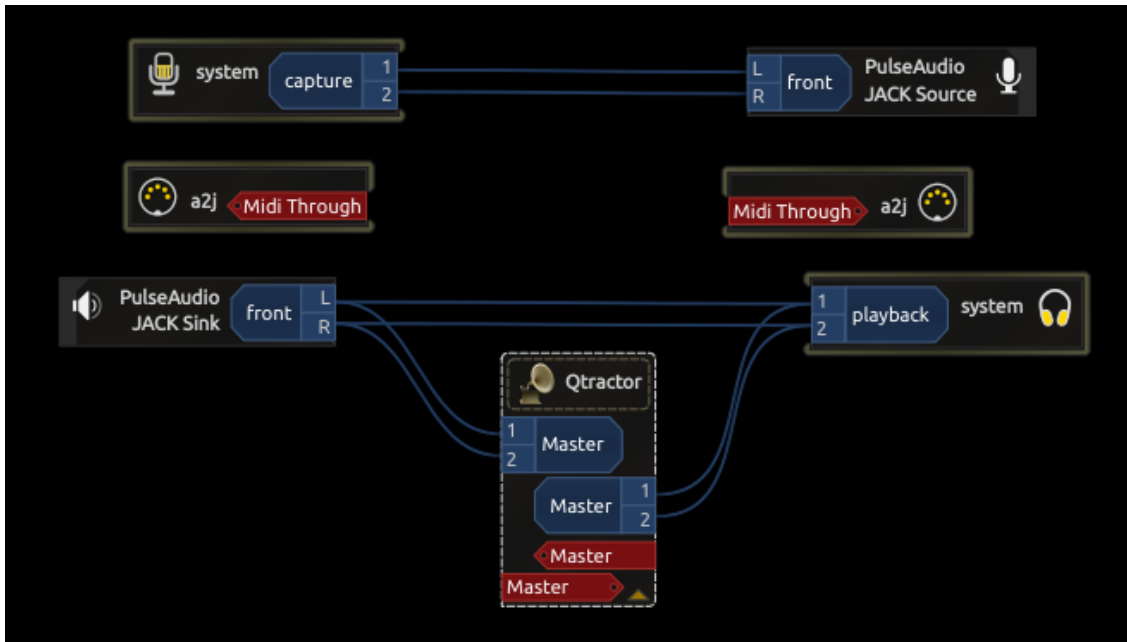 system
capture
1
2
L
R
front
PulseAudio
JACK Source
a2j
Midi Through
Midi Through
a2j
PulseAudio
JACK Sink
front
L
R
1
2
playback
system
Qtractor
1
2
Master
Master
1
2
Master
Master